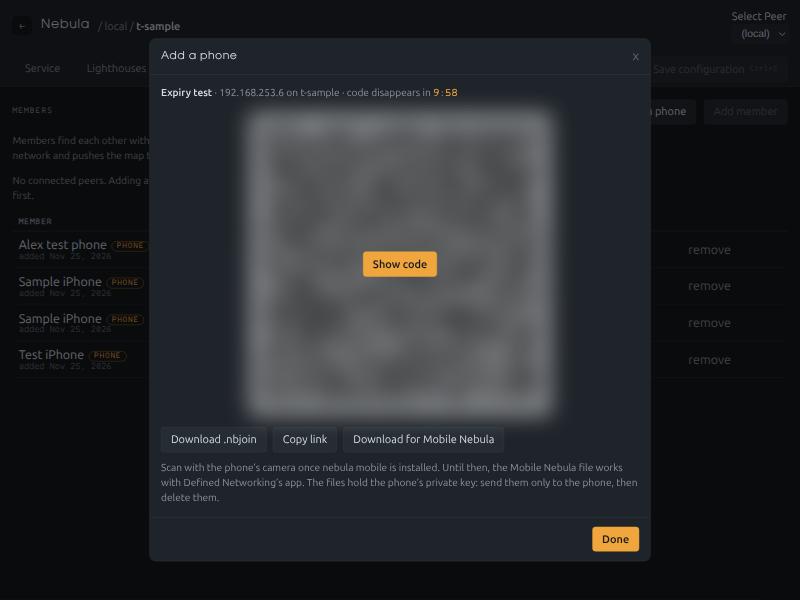 ← Nebula / local / t-sample
Select Peer
(local)
Service Lighthouses
Save configuration Ctrl+S
MEMBERS
phone Add member
Members find each other with
network and pushes the map t
No connected peers. Adding a
first.
MEMBER
Alex test phone PHONE
added Nov 25, 2026
remove
Sample iPhone PHONE
added Nov 25, 2026
remove
Sample iPhone PHONE
added Nov 25, 2026
remove
Test iPhone PHONE
added Nov 25, 2026
remove
Add a phone x
Expiry test · 192.168.253.6 on t-sample · code disappears in 9:58
Show code
Download .nbjoin Copy link Download for Mobile Nebula
Scan with the phone's camera once nebula mobile is installed. Until then, the Mobile Nebula file works
with Defined Networking's app. The files hold the phone's private key: send them only to the phone, then
delete them.
Done